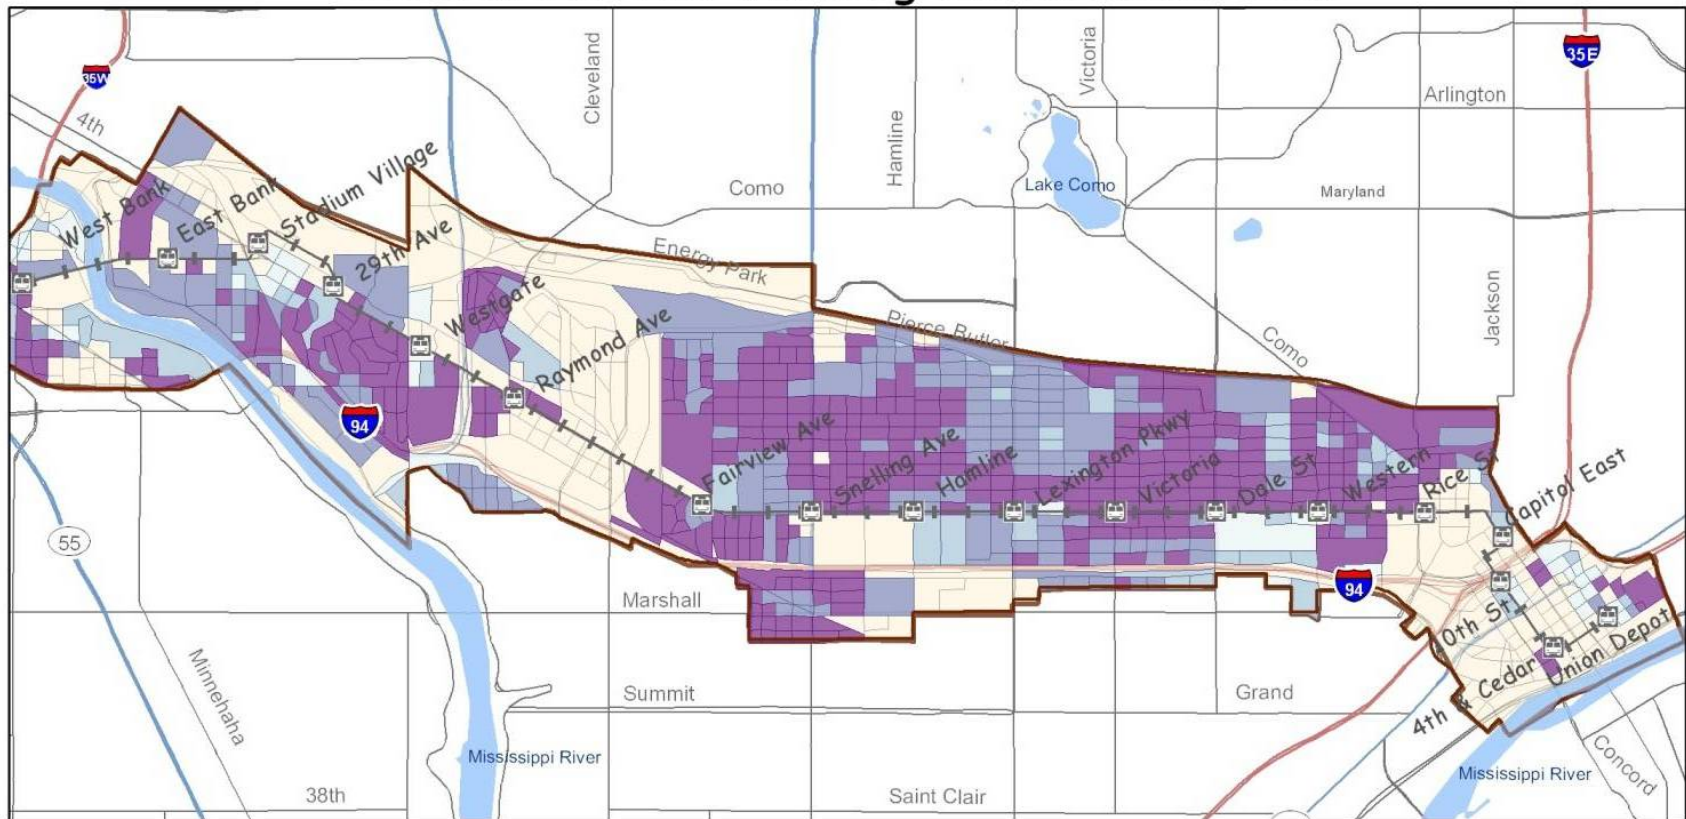 35W
4th
Cleveland
Victoria
35E
Arlington
Hamline
Como
Lake Como
Maryland
West Bank
East Bank
Stadium Village
29th Ave
Energy Park
Westgate
Raymond Ave
Pierce Butler
Como
Jackson
94
Fairview Ave
Snelling Ave
Hamline
Lexington Pkwy
Victoria
Dale St
Western
Rice St
Capitol East
55
94
Marshall
0th St
Union Depot
4th & Cedar
Minnehaha
Summit
Grand
Mississippi River
Mississippi River
Concord
38th
Saint Clair